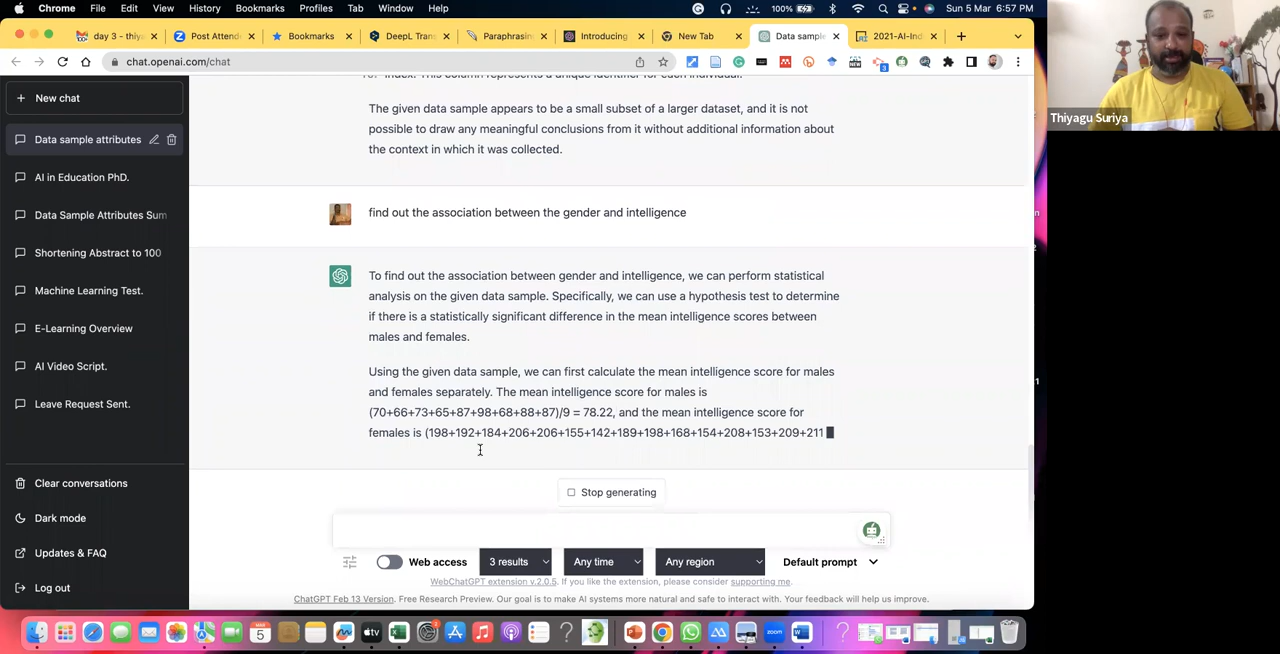 Chrome File Edit View History Bookmarks Profiles Tab Window Help 100% Sun 5 Mar 6:57 PM
day 3 - thiya Post Attend Bookmarks DeepL Tran Paraphrasin Introducing New Tab Data sample 2021-AI-Ind
chat.openai.com/chat
New chat
Data sample attributes
AI in Education PhD.
Data Sample Attributes Sum
Shortening Abstract to 100
Machine Learning Test.
E-Learning Overview
AI Video Script.
Leave Request Sent.
Clear conversations
Dark mode
Updates & FAQ
Log out
10. Index: This column represents a unique identifier for each individual.
The given data sample appears to be a small subset of a larger dataset, and it is not
possible to draw any meaningful conclusions from it without additional information about
the context in which it was collected.
find out the association between the gender and intelligence
To find out the association between gender and intelligence, we can perform statistical
analysis on the given data sample. Specifically, we can use a hypothesis test to determine
if there is a statistically significant difference in the mean intelligence scores between
males and females.
Using the given data sample, we can first calculate the mean intelligence score for males
and females separately. The mean intelligence score for males is
(70+66+73+65+87+98+68+88+87)/9 = 78.22, and the mean intelligence score for
females is (198+192+184+206+206+155+142+189+198+168+154+208+153+209+211
Stop generating
Web access 3 results Any time Any region Default prompt
WebChatGPT extension v.2.0.5. If you like the extension, please consider supporting me.
ChatGPT Feb 13 Version. Free Research Preview. Our goal is to make AI systems more natural and safe to interact with. Your feedback will help us improve.
Thiyagu Suriya
MAR
5
tv
zoom